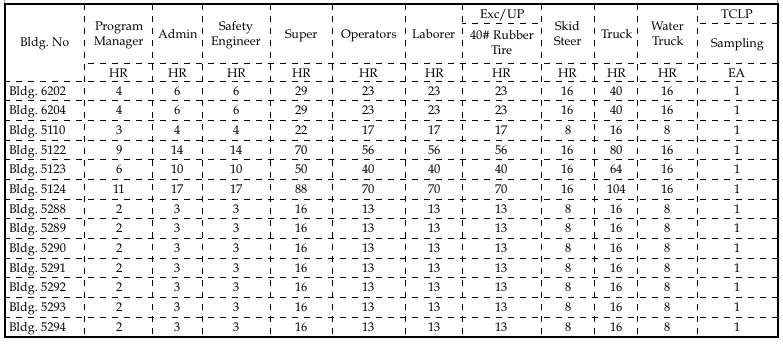 Bldg. No Program Manager Admin Safety Engineer Super Operators Laborer Exc/UP 40# Rubber Tire Skid Steer Truck Water Truck TCLP Sampling
HR HR HR HR HR HR HR HR HR HR EA
Bldg. 6202 4 6 6 29 23 23 23 16 40 16 1
Bldg. 6204 4 6 6 29 23 23 23 16 40 16 1
Bldg. 5110 3 4 4 22 17 17 17 8 16 8 1
Bldg. 5122 9 14 14 70 56 56 56 16 80 16 1
Bldg. 5123 6 10 10 50 40 40 40 16 64 16 1
Bldg. 5124 11 17 17 88 70 70 70 16 104 16 1
Bldg. 5288 2 3 3 16 13 13 13 8 16 8 1
Bldg. 5289 2 3 3 16 13 13 13 8 16 8 1
Bldg. 5290 2 3 3 16 13 13 13 8 16 8 1
Bldg. 5291 2 3 3 16 13 13 13 8 16 8 1
Bldg. 5292 2 3 3 16 13 13 13 8 16 8 1
Bldg. 5293 2 3 3 16 13 13 13 8 16 8 1
Bldg. 5294 2 3 3 16 13 13 13 8 16 8 1